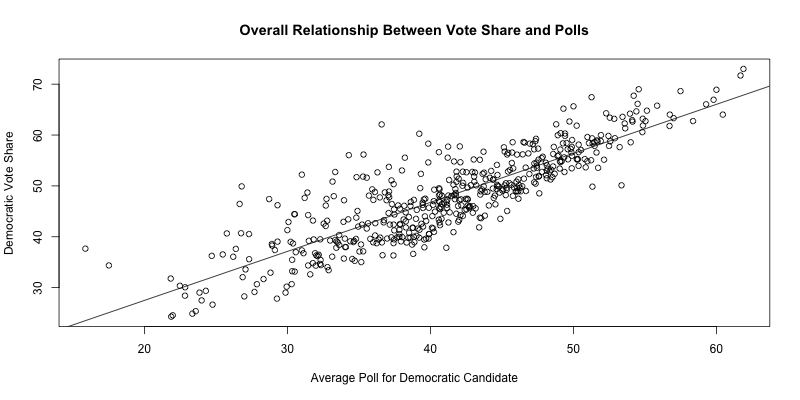 Overall Relationship Between Vote Share and Polls
Democratic Vote Share
70
60
50
40
30
20 30 40 50 60
Average Poll for Democratic Candidate